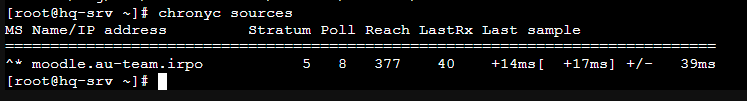 [root@hq-srv ~]# chronyc sources
MS Name/IP address         Stratum Poll Reach LastRx Last sample
===============================================================================
^* moodle.au-team.irpo           5   8   377    40    +14ms[  +17ms] +/-   39ms
[root@hq-srv ~]#